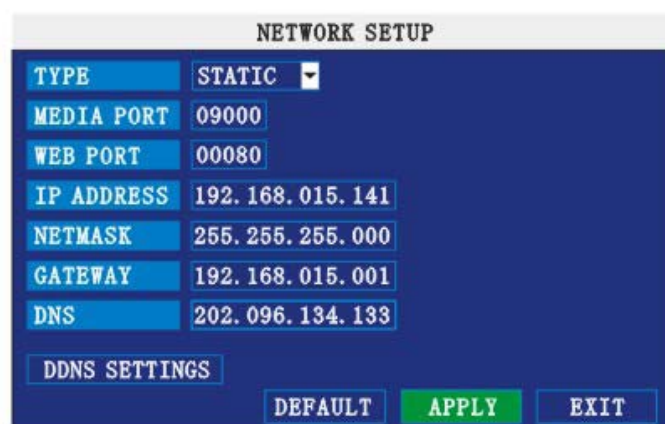 NETWORK SETUP
TYPE STATIC
MEDIA PORT 09000
WEB PORT 00080
IP ADDRESS 192.168.015.141
NETMASK 255.255.255.000
GATEWAY 192.168.015.001
DNS 202.096.134.133
DDNS SETTINGS
DEFAULT APPLY EXIT